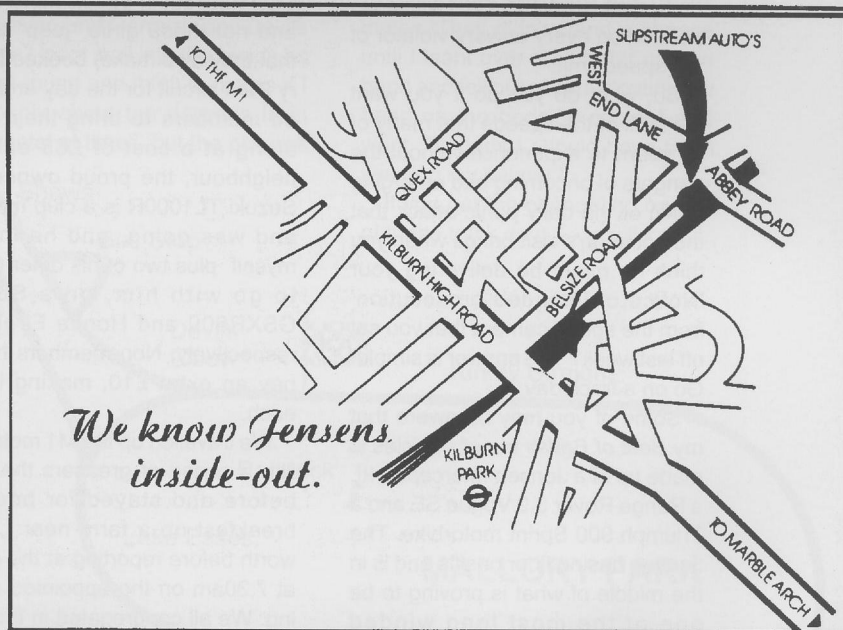 SLIPSTREAM AUTO'S
TO THE M1
WEST
END LANE
ABBEY ROAD
QUEX ROAD
KILBURN HIGH ROAD
BELSIZE ROAD
We know Jensens
inside-out.
KILBURN
PARK
TO MARBLE ARCH